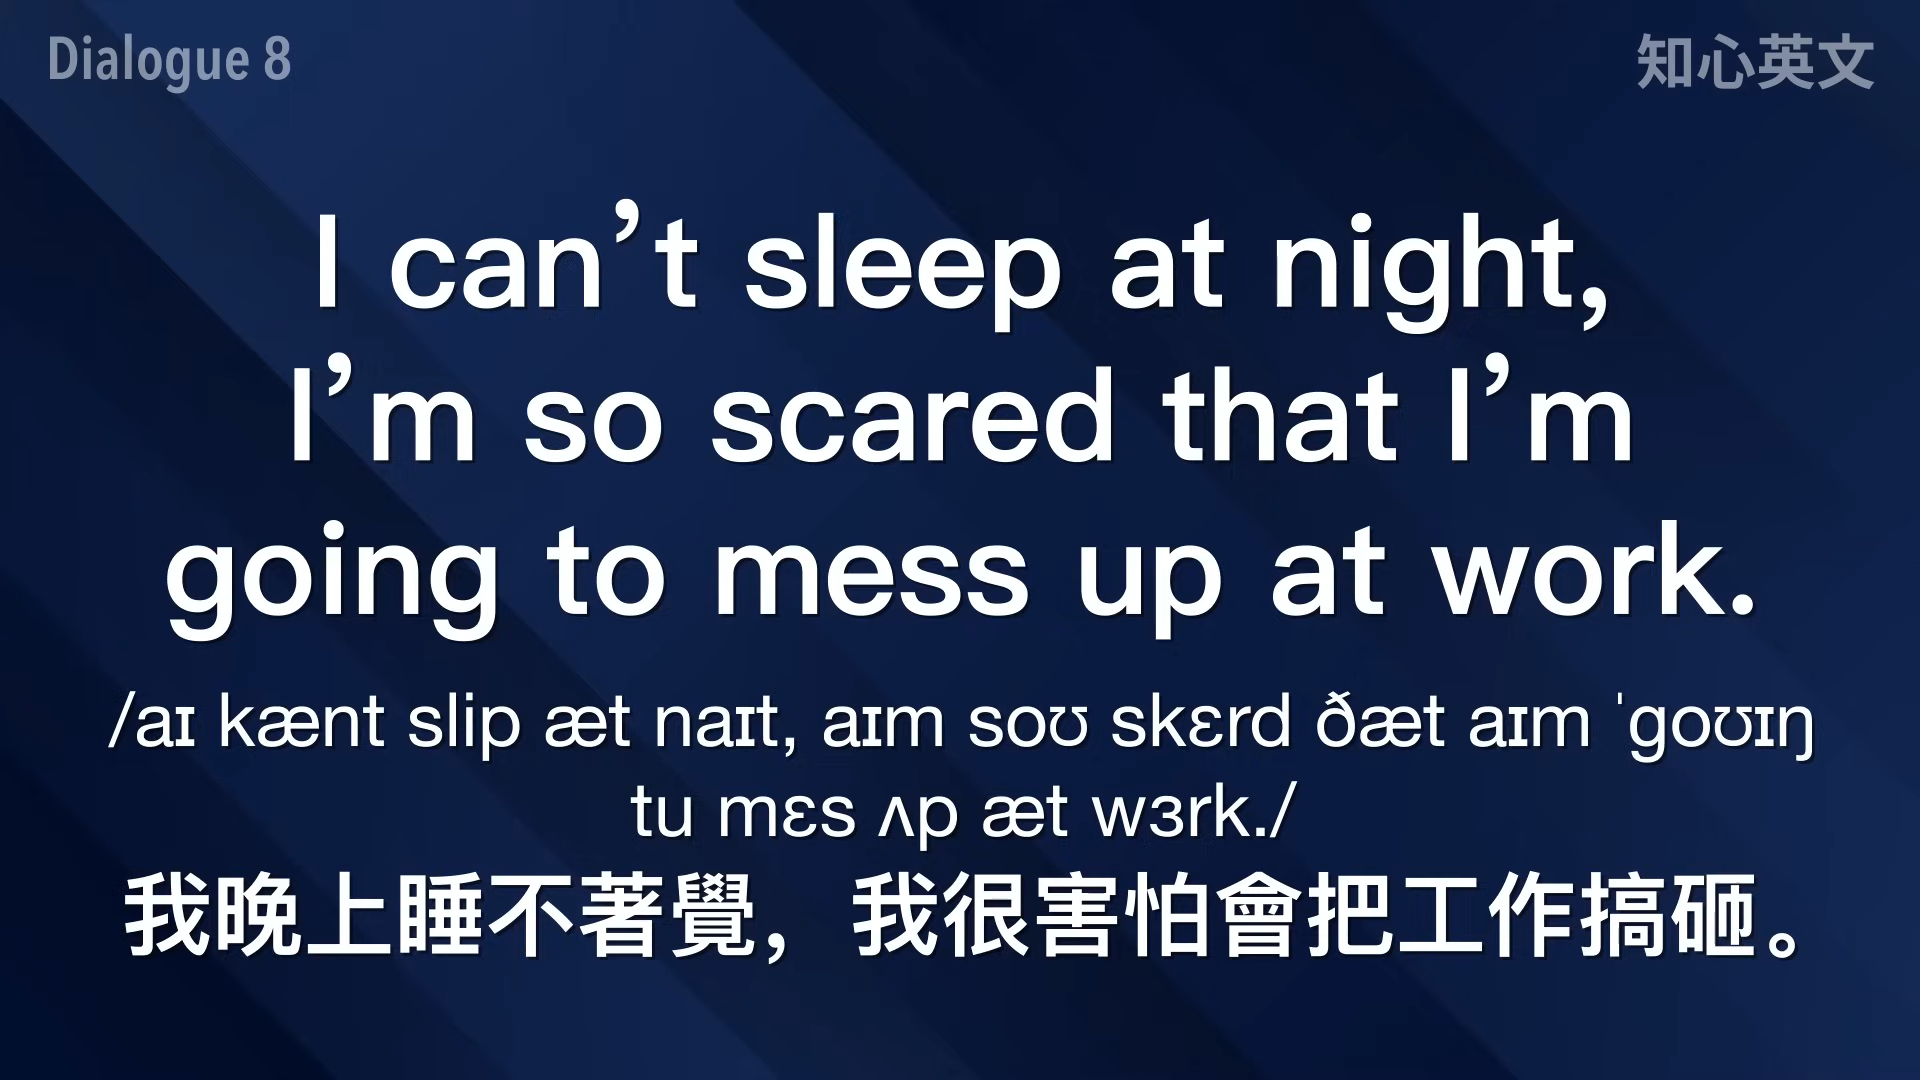 Dialogue 8
知心英文
I can’t sleep at night,
I’m so scared that I’m
going to mess up at work.
/aɪ kænt slip æt naɪt, aɪm soʊ skɛrd ðæt aɪm ˈgoʊɪŋ
tu mɛs ʌp æt wɜrk./
我晚上睡不著覺，我很害怕會把工作搞砸。